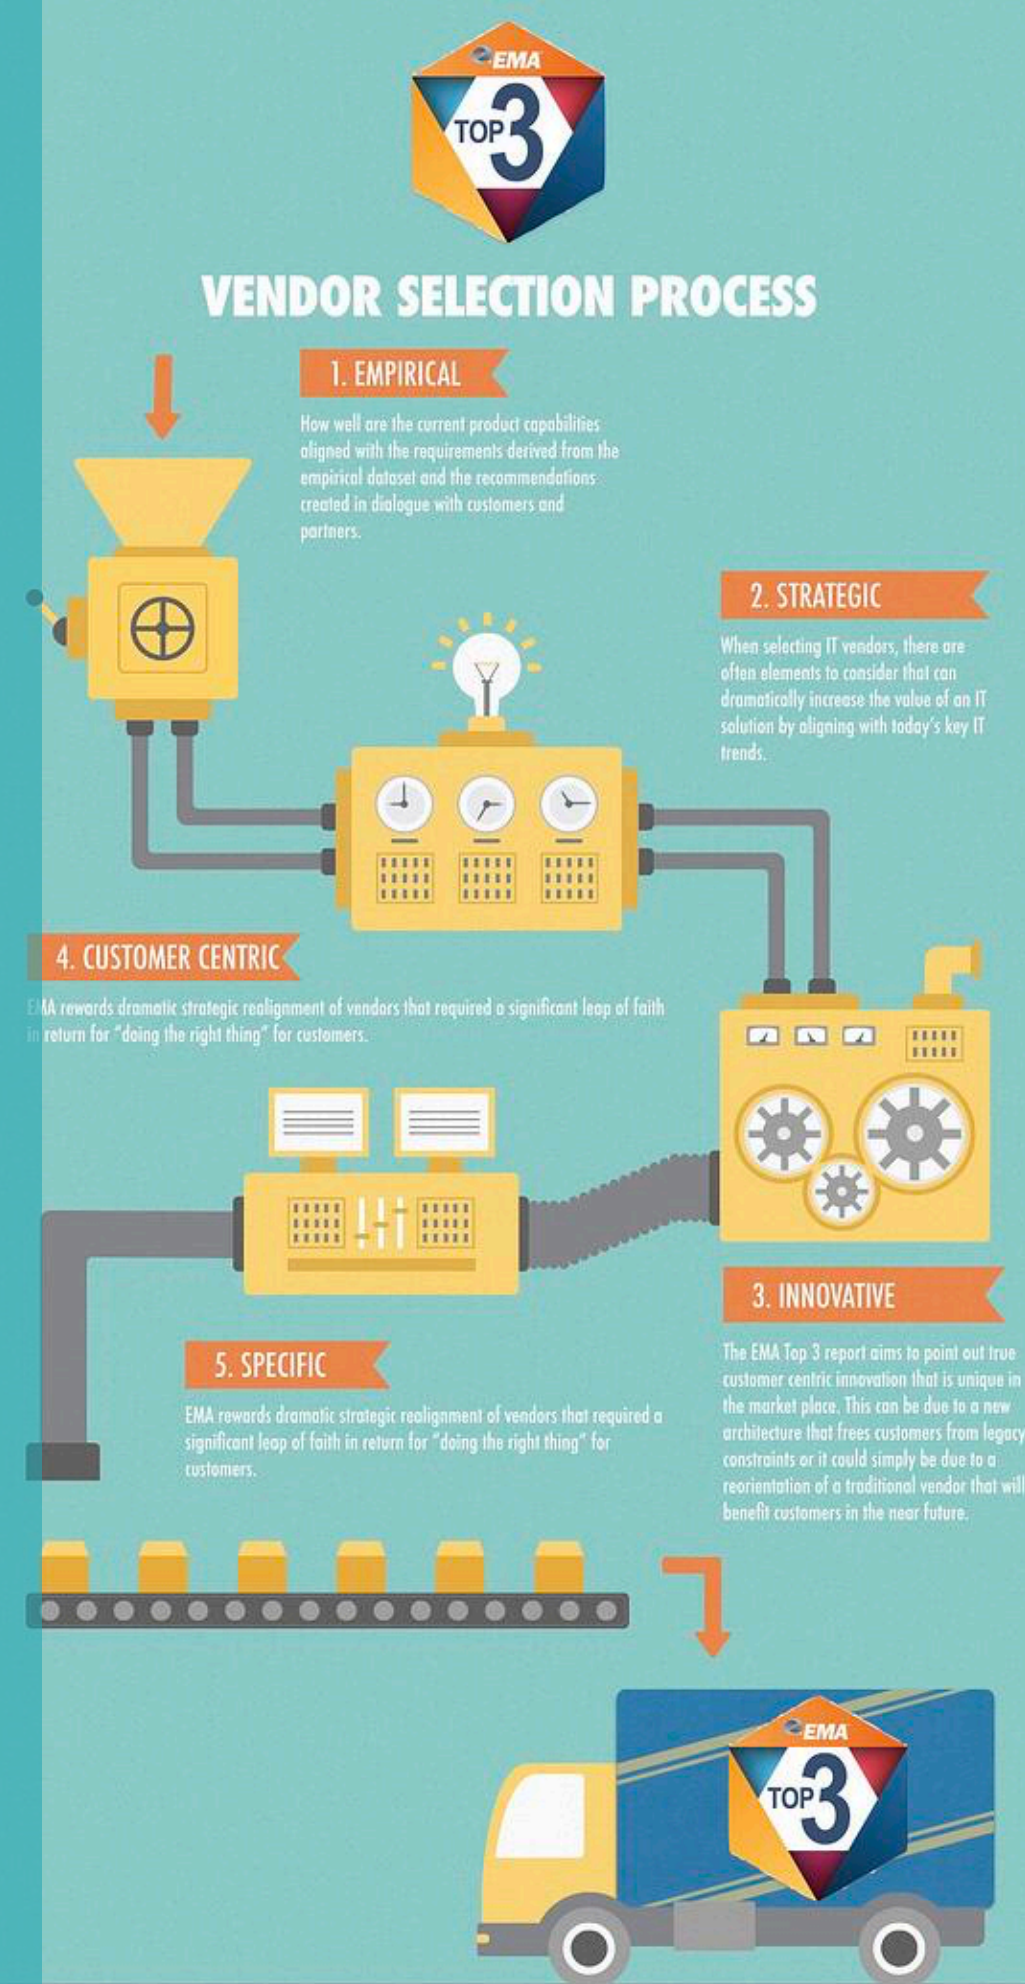 EMA
TOP 3
VENDOR SELECTION PROCESS
1. EMPIRICAL
How well are the current product capabilities
aligned with the requirements derived from the
empirical dataset and the recommendations
created in dialogue with customers and
partners.
2. STRATEGIC
When selecting IT vendors, there are
often elements to consider that can
dramatically increase the value of an IT
solution by aligning with today's key IT
trends.
4. CUSTOMER CENTRIC
EMA rewards dramatic strategic realignment of vendors that required a significant leap of faith
in return for "doing the right thing" for customers.
3. INNOVATIVE
The EMA Top 3 report aims to point out true
customer centric innovation that is unique in
the market place. This can be due to a new
architecture that frees customers from legacy
constraints or it could simply be due to a
reorientation of a traditional vendor that will
benefit customers in the near future.
5. SPECIFIC
EMA rewards dramatic strategic realignment of vendors that required a
significant leap of faith in return for "doing the right thing" for
customers.
EMA
TOP 3